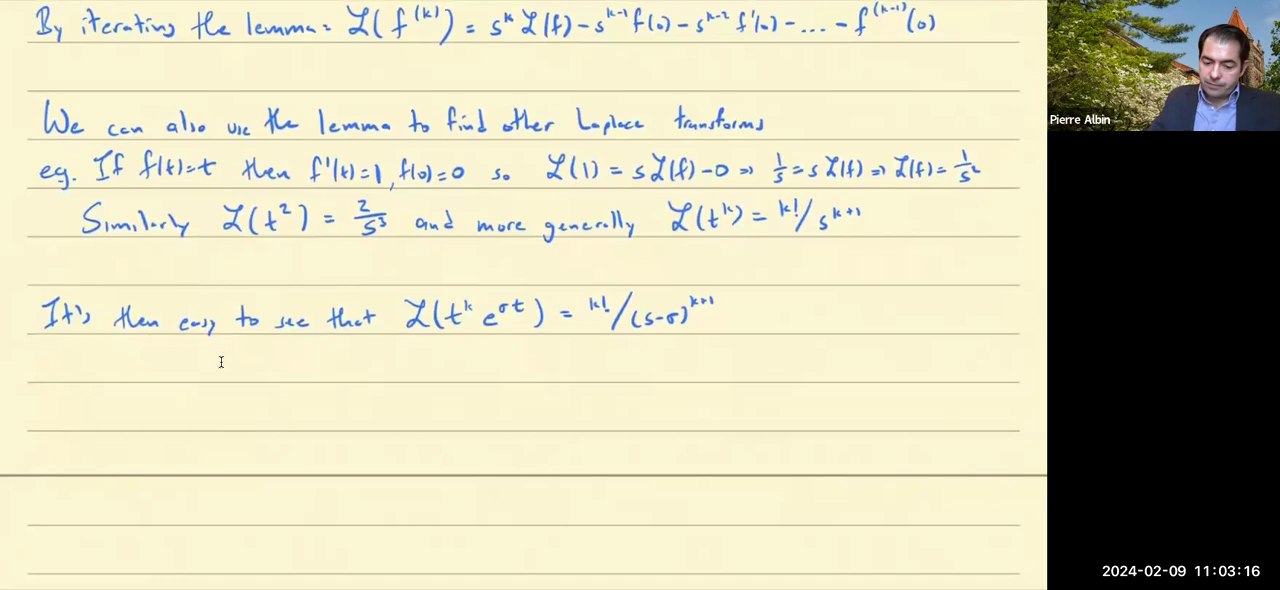 By iterating the lemma: ℒ(f^(k)) = s^k ℒ(f) - s^(k-1) f(0) - s^(k-2) f'(0) - ... - f^(k-1)(0)
We can also use the lemma to find other Laplace transforms
eg. If f(t)=t then f'(t)=1, f(0)=0 so ℒ(1) = sℒ(f)-0 ⇒ 1/s = sℒ(f) ⇒ ℒ(f) = 1/s²
Similarly ℒ(t²) = 2/s³ and more generally ℒ(t^k) = k!/s^(k+1)
It's then easy to see that ℒ(t^k e^(σt)) = k!/(s-σ)^(k+1)
Pierre Albin
2024-02-09 11:03:16